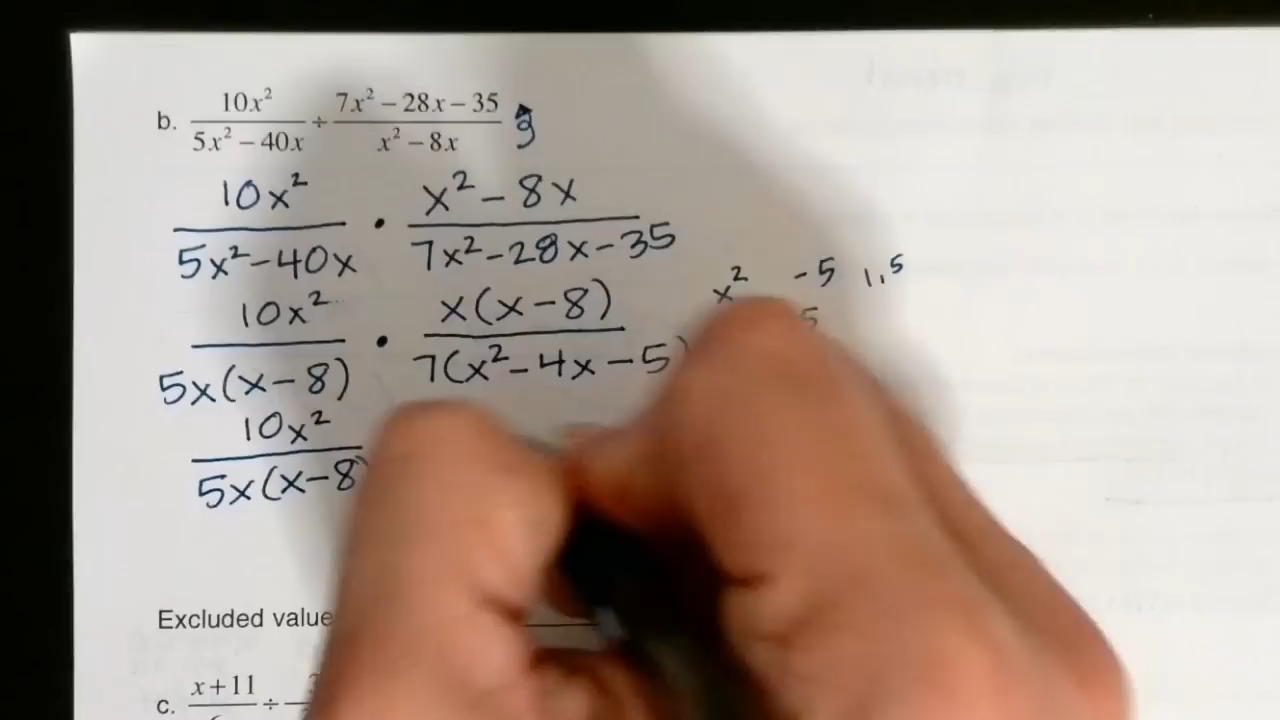 b. 10x² / 5x² – 40x ÷ 7x² – 28x – 35 / x² – 8x
10x² / 5x² – 40x · x² – 8x / 7x² – 28x – 35
10x² / 5x(x – 8) · x(x – 8) / 7(x² – 4x – 5)
x² -5 1,5
5
10x² / 5x(x – 8)
Excluded value
c. x + 11 ÷